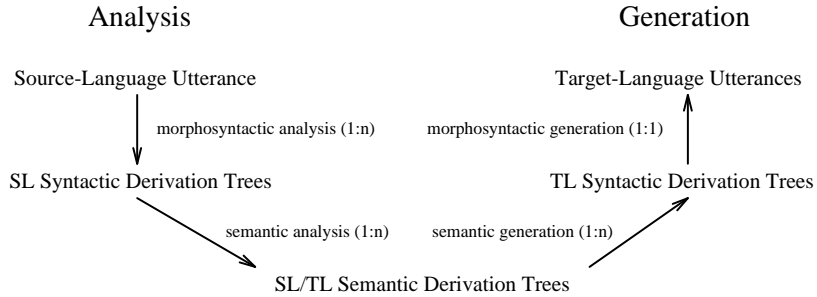 Analysis
Generation
Source-Language Utterance
Target-Language Utterances
morphosyntactic analysis (1:n)
morphosyntactic generation (1:1)
SL Syntactic Derivation Trees
TL Syntactic Derivation Trees
semantic analysis (1:n)
semantic generation (1:n)
SL/TL Semantic Derivation Trees